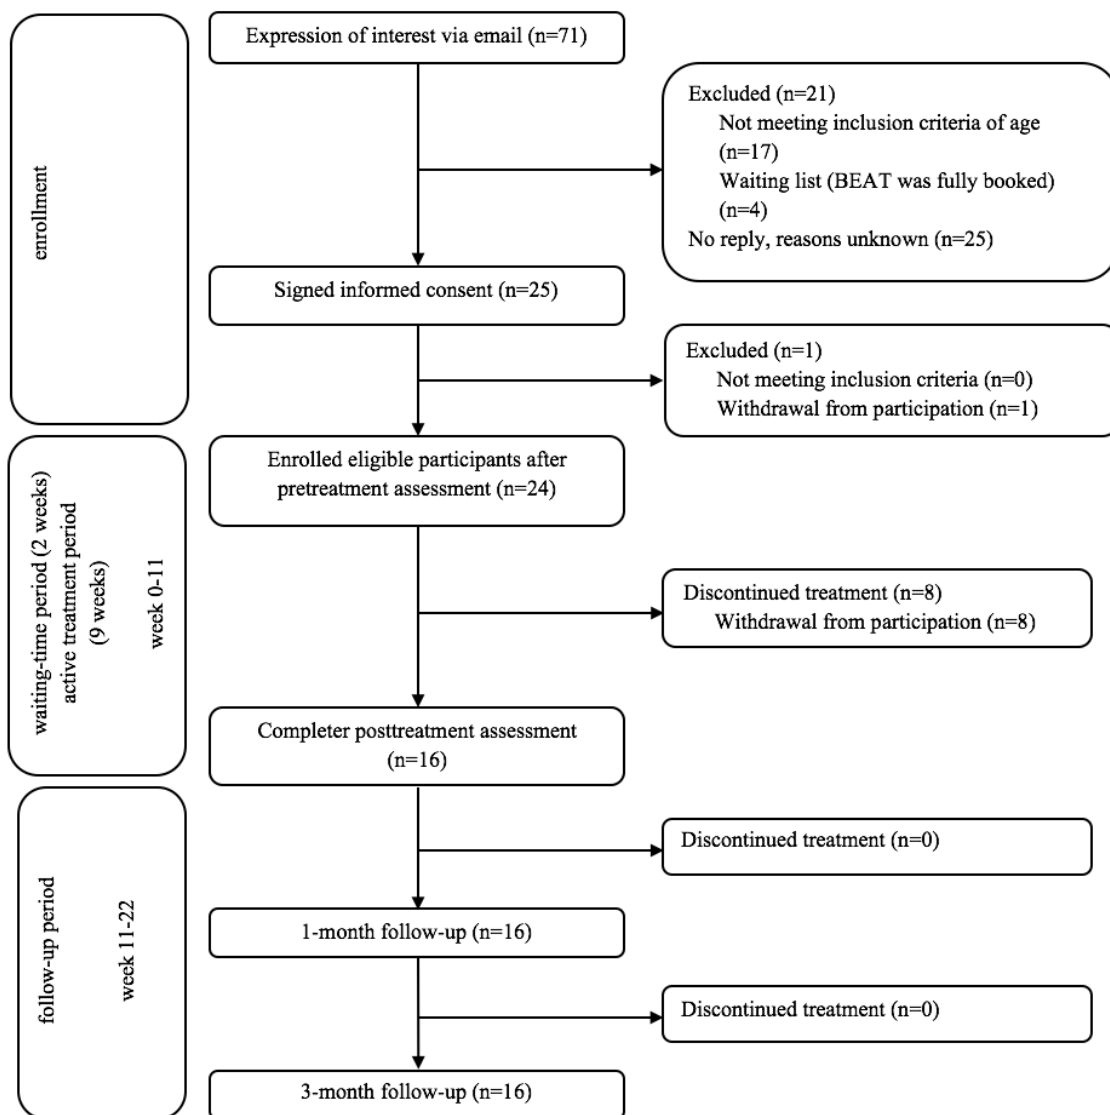 Expression of interest via email (n=71)
Excluded (n=21)
Not meeting inclusion criteria of age
(n=17)
Waiting list (BEAT was fully booked)
(n=4)
No reply, reasons unknown (n=25)
enrollment
Signed informed consent (n=25)
Excluded (n=1)
Not meeting inclusion criteria (n=0)
Withdrawal from participation (n=1)
Enrolled eligible participants after
pretreatment assessment (n=24)
waiting-time period (2 weeks)
active treatment period
(9 weeks)
week 0-11
Discontinued treatment (n=8)
Withdrawal from participation (n=8)
Completer posttreatment assessment
(n=16)
Discontinued treatment (n=0)
follow-up period
week 11-22
1-month follow-up (n=16)
Discontinued treatment (n=0)
3-month follow-up (n=16)